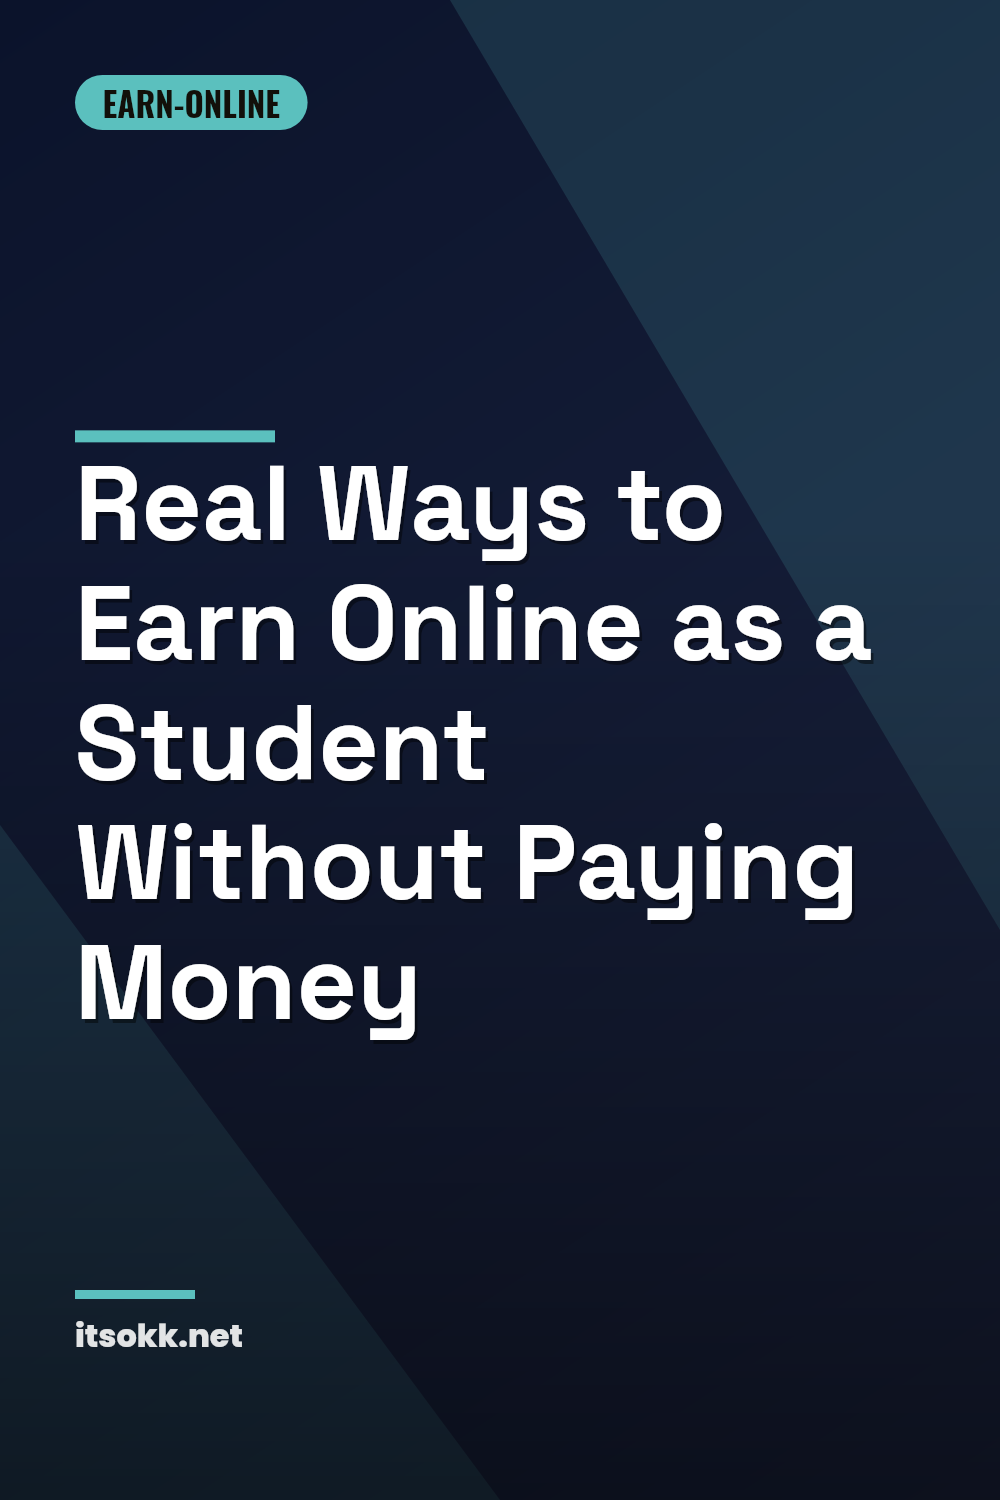 EARN-ONLINE
Real Ways to
Earn Online as a
Student
Without Paying
Money
itsokk.net